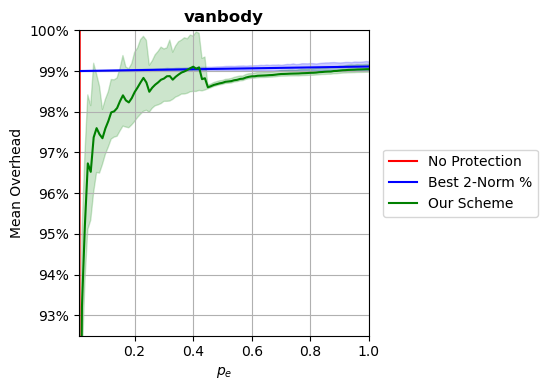 vanbody
100%
99%
98%
97%
96%
95%
94%
93%
Mean Overhead
0.2 0.4 0.6 0.8 1.0
pₑ
No Protection
Best 2-Norm %
Our Scheme